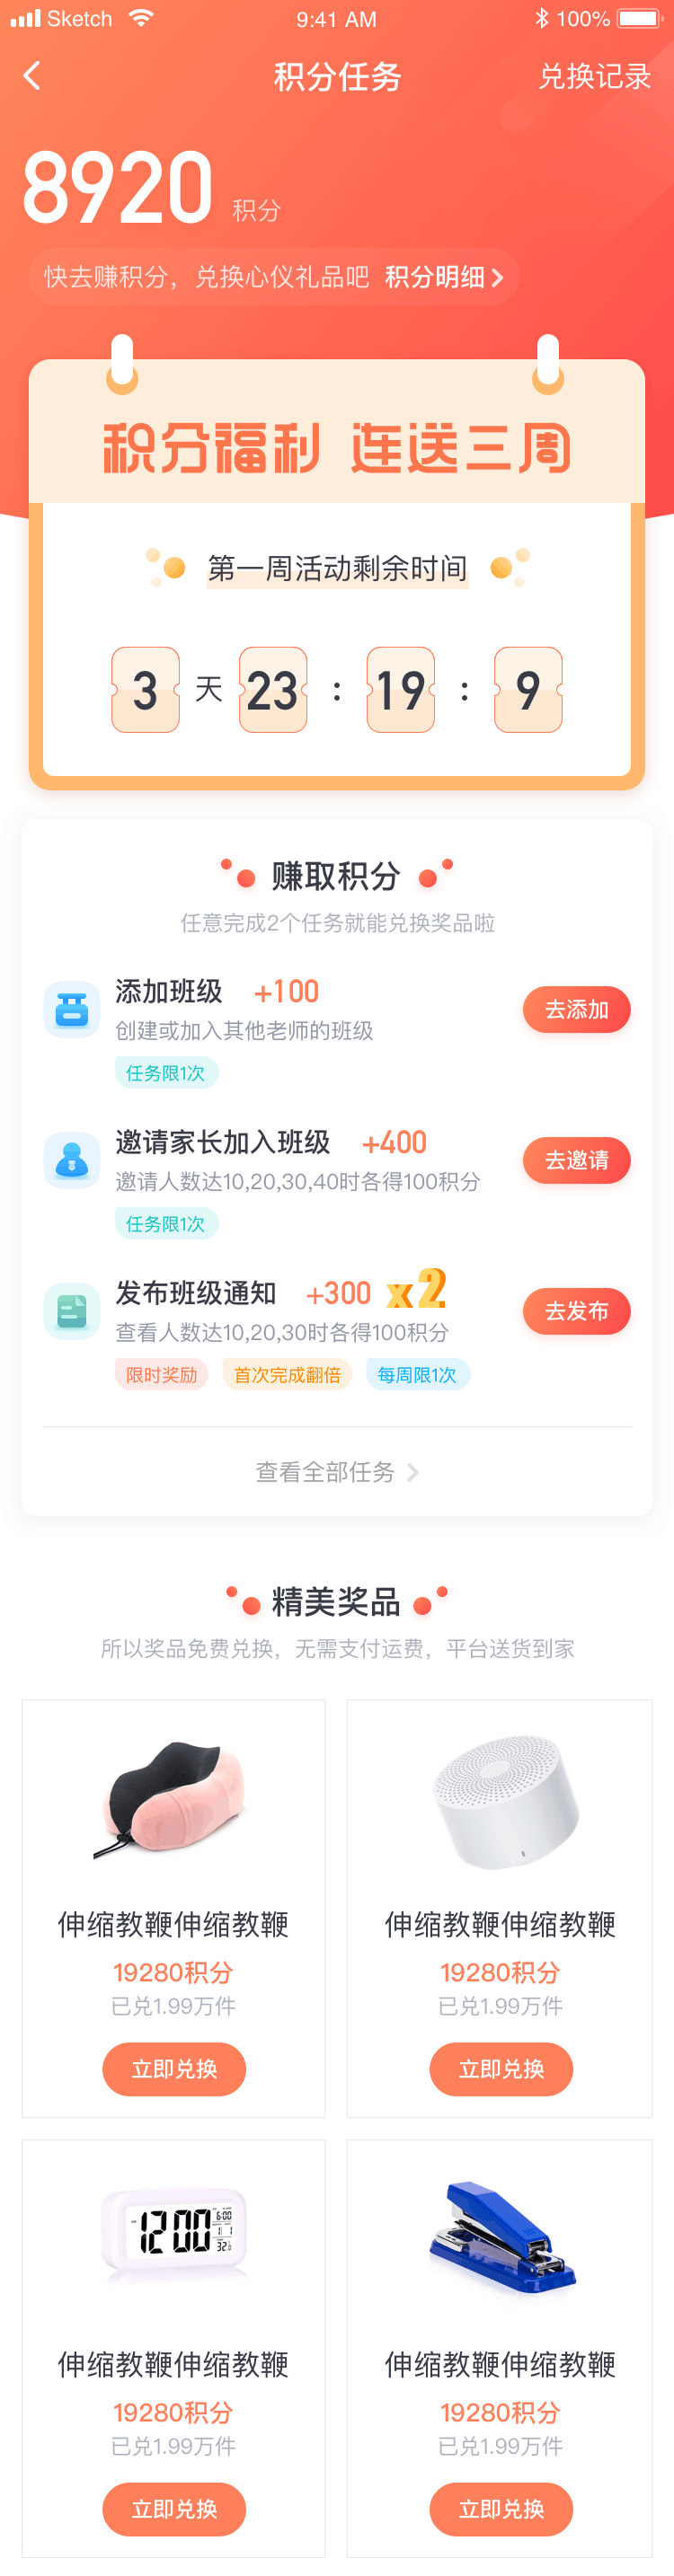 Sketch 9:41 AM 100%
积分任务 兑换记录
8920 积分
快去赚积分，兑换心仪礼品吧 积分明细
积分福利 连送三周
第一周活动剩余时间
3 天 23 : 19 : 9
赚取积分
任意完成2个任务就能兑换奖品啦
添加班级 +100
创建或加入其他老师的班级
去添加
任务限1次
邀请家长加入班级 +400
邀请人数达10,20,30,40时各得100积分
去邀请
任务限1次
发布班级通知 +300 x2
查看人数达10,20,30时各得100积分
去发布
限时奖励 首次完成翻倍 每周限1次
查看全部任务
精美奖品
所以奖品免费兑换，无需支付运费，平台送货到家
伸缩教鞭伸缩教鞭
19280积分
已兑1.99万件
立即兑换
伸缩教鞭伸缩教鞭
19280积分
已兑1.99万件
立即兑换
12:00 6:00
伸缩教鞭伸缩教鞭
19280积分
已兑1.99万件
立即兑换
伸缩教鞭伸缩教鞭
19280积分
已兑1.99万件
立即兑换